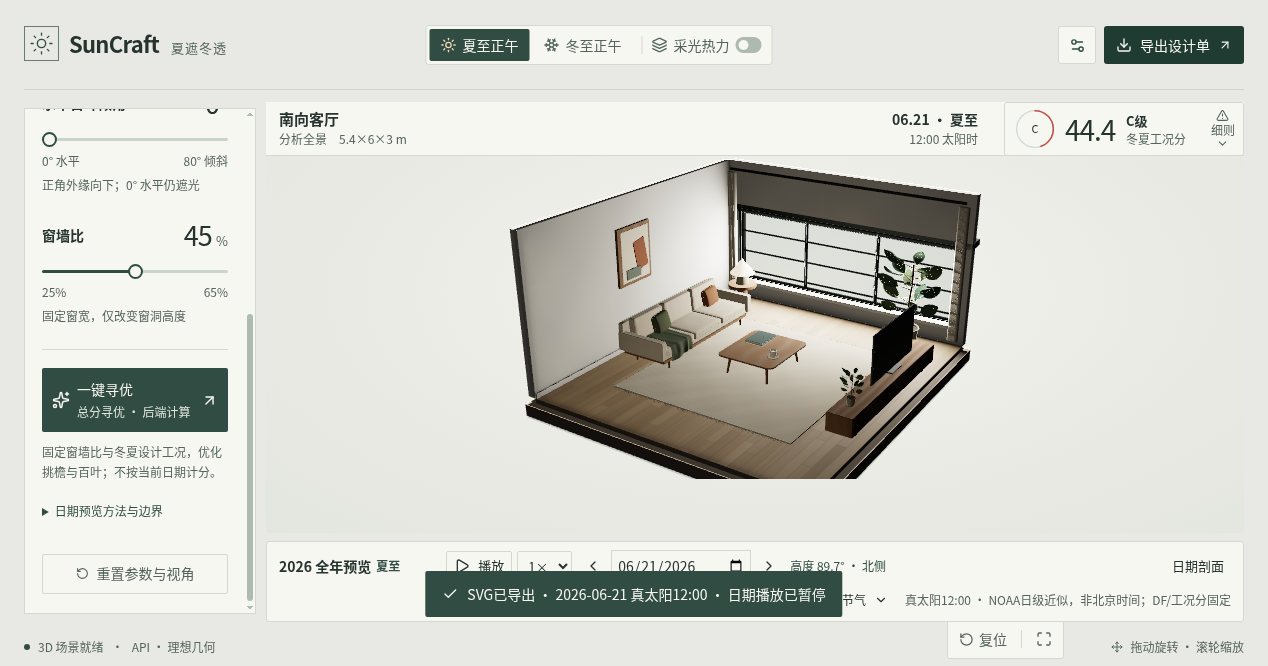 SunCraft 夏遮冬透
夏至正午 冬至正午 采光热力
导出设计单
0° 水平 80° 倾斜
正角外缘向下；0° 水平仍遮光
窗墙比 45 %
25% 65%
固定窗宽，仅改变窗洞高度
一键寻优
总分寻优 · 后端计算
固定窗墙比与冬夏设计工况，优化
挑檐与百叶；不按当前日期计分。
日期预览方法与边界
重置参数与视角
南向客厅
分析全景 5.4×6×3 m
06.21 · 夏至
12:00 太阳时
C 44.4 C级
冬夏工况分
细则
2026 全年预览 夏至 播放 1× 06/21/2026 高度 89.7° · 北侧 日期剖面
SVG已导出 · 2026-06-21 真太阳12:00 · 日期播放已暂停
节气 真太阳12:00 · NOAA日级近似，非北京时间；DF/工况分固定
复位
3D 场景就绪 · API · 理想几何
拖动旋转 · 滚轮缩放